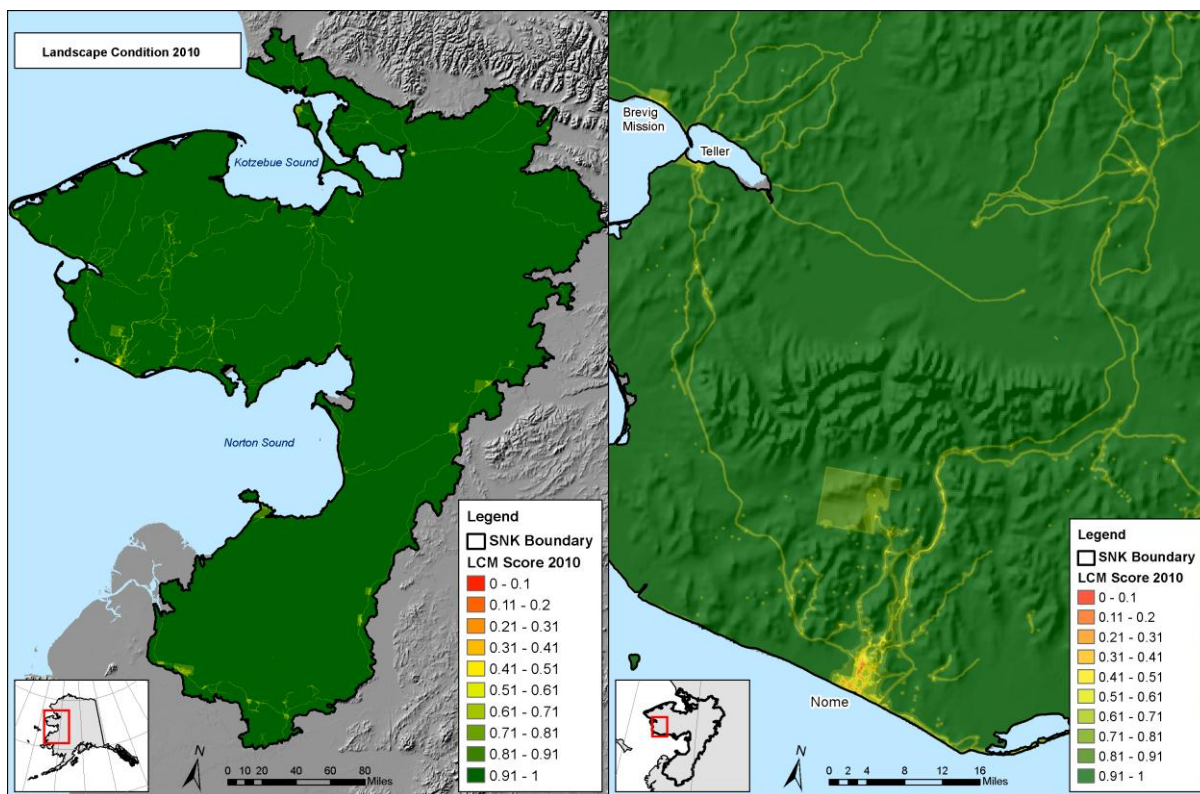 Landscape Condition 2010
Kotzebue Sound
Norton Sound
Legend
SNK Boundary
LCM Score 2010
0 - 0.1
0.11 - 0.2
0.21 - 0.31
0.31 - 0.41
0.41 - 0.51
0.51 - 0.61
0.61 - 0.71
0.71 - 0.81
0.81 - 0.91
0.91 - 1
N
0 10 20 40 60 80
Miles
Brevig
Mission
Teller
Nome
Legend
SNK Boundary
LCM Score 2010
0 - 0.1
0.11 - 0.2
0.21 - 0.31
0.31 - 0.41
0.41 - 0.51
0.51 - 0.61
0.61 - 0.71
0.71 - 0.81
0.81 - 0.91
0.91 - 1
N
0 2 4 8 12 16
Miles